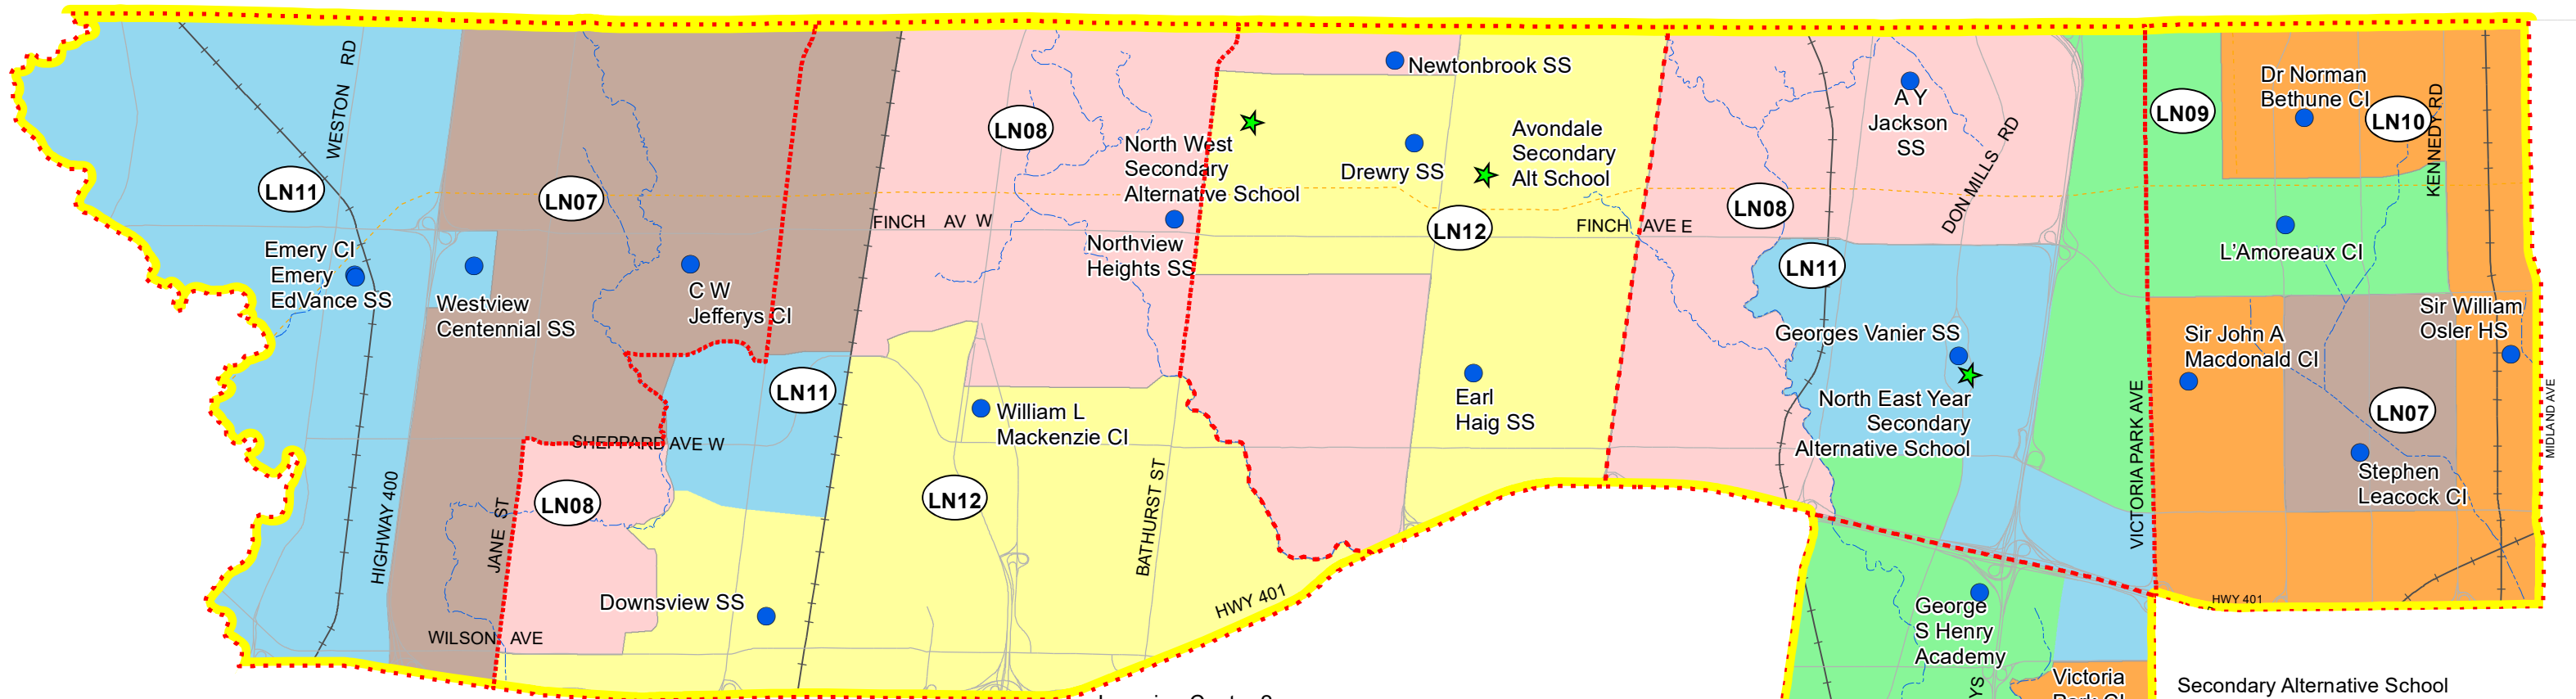 WESTON RD
LN11
Emery CI
Emery
EdVance SS
Westview
Centennial SS
HIGHWAY 400
LN07
C W
Jefferys CI
SHEPPARD AVE W
LN08
JANE ST
WILSON AVE
Downsview SS
LN11
FINCH AV W
LN08
North West
Secondary
Alternative School
Northview
Heights SS
William L
Mackenzie CI
LN12
BATHURST ST
HWY 401
Newtonbrook SS
Drewry SS
Avondale
Secondary
Alt School
LN12
FINCH AVE E
Earl
Haig SS
A Y
Jackson
SS
DON MILLS RD
LN08
LN11
Georges Vanier SS
North East Year
Secondary
Alternative School
VICTORIA PARK AVE
George
S Henry
Academy
Victoria
LN09
Dr Norman
Bethune CI
LN10
KENNEDY RD
L'Amoreaux CI
Sir William
Osler HS
Sir John A
Macdonald CI
LN07
Stephen
Leacock CI
MIDLAND AVE
HWY 401
Secondary Alternative School